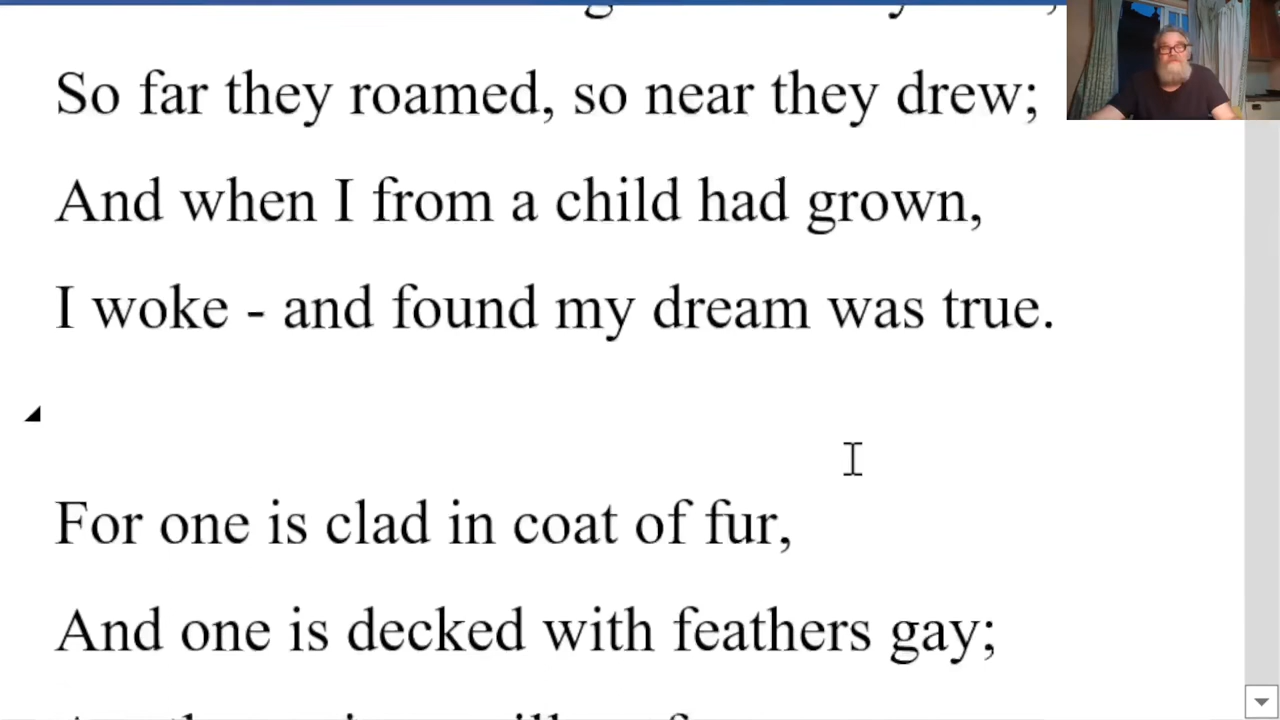 So far they roamed, so near they drew;
And when I from a child had grown,
I woke - and found my dream was true.
For one is clad in coat of fur,
And one is decked with feathers gay;